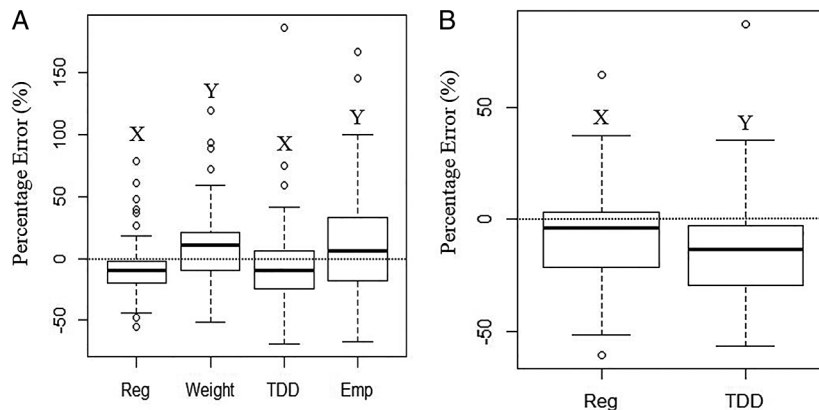 A
Percentage Error (%)
150
100
50
0
-50
X
Y
X
Y
Reg Weight TDD Emp
B
Percentage Error (%)
50
0
-50
X
Y
Reg TDD